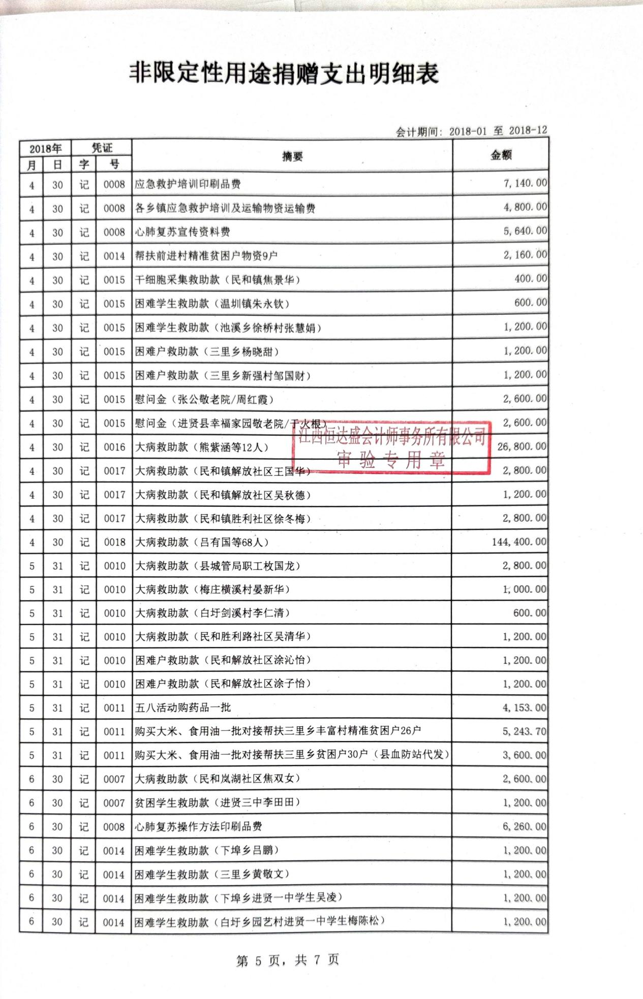 非限定性用途捐赠支出明细表
会计期间: 2018-01 至 2018-12
2018年 凭证 摘要 金额
月 日 字 号
4 30 记 0008 应急救护培训印刷品费 7,140.00
4 30 记 0008 各乡镇应急救护培训及运输物资运输费 4,800.00
4 30 记 0008 心肺复苏宣传资料费 5,640.00
4 30 记 0014 帮扶前进村精准贫困户物资9户 2,160.00
4 30 记 0015 干细胞采集救助款（民和镇焦景华） 400.00
4 30 记 0015 困难学生救助款（温圳镇朱永钦） 600.00
4 30 记 0015 困难学生救助款（池溪乡徐桥村张慧娟） 1,200.00
4 30 记 0015 困难户救助款（三里乡杨晓甜） 1,200.00
4 30 记 0015 困难户救助款（三里乡新强村邹国财） 1,200.00
4 30 记 0015 慰问金（张公敬老院/周红霞） 2,600.00
4 30 记 0015 慰问金（进贤县幸福家园敬老院/于火根） 2,600.00
江西恒达盛会计师事务所有限公司
审验专用章
4 30 记 0016 大病救助款（熊紫涵等12人） 26,800.00
4 30 记 0017 大病救助款（民和镇解放社区王国华） 2,800.00
4 30 记 0017 大病救助款（民和镇解放社区吴秋德） 1,200.00
4 30 记 0017 大病救助款（民和镇胜利社区徐冬梅） 2,800.00
4 30 记 0018 大病救助款（吕有国等68人） 144,400.00
5 31 记 0010 大病救助款（县城管局职工枚国龙） 2,800.00
5 31 记 0010 大病救助款（梅庄横溪村晏新华） 1,000.00
5 31 记 0010 大病救助款（白圩剑溪村李仁清） 600.00
5 31 记 0010 大病救助款（民和胜利路社区吴清华） 1,200.00
5 31 记 0010 困难户救助款（民和解放社区涂沁怡） 1,200.00
5 31 记 0010 困难户救助款（民和解放社区涂子怡） 1,200.00
5 31 记 0011 五八活动购药品一批 4,153.00
5 31 记 0011 购买大米、食用油一批对接帮扶三里乡丰富村精准贫困户26户 5,243.70
5 31 记 0011 购买大米、食用油一批对接帮扶三里乡贫困户30户（县血防站代发） 3,600.00
6 30 记 0007 大病救助款（民和岚湖社区焦双女） 2,600.00
6 30 记 0007 贫困学生救助款（进贤三中李田田） 1,200.00
6 30 记 0008 心肺复苏操作方法印刷品费 6,260.00
6 30 记 0014 困难学生救助款（下埠乡吕鹏） 1,200.00
6 30 记 0014 困难学生救助款（三里乡黄敬文） 1,200.00
6 30 记 0014 困难学生救助款（下埠乡进贤一中学生吴凌） 1,200.00
6 30 记 0014 困难学生救助款（白圩乡园艺村进贤一中学生梅陈松） 1,200.00
第 5 页, 共 7 页